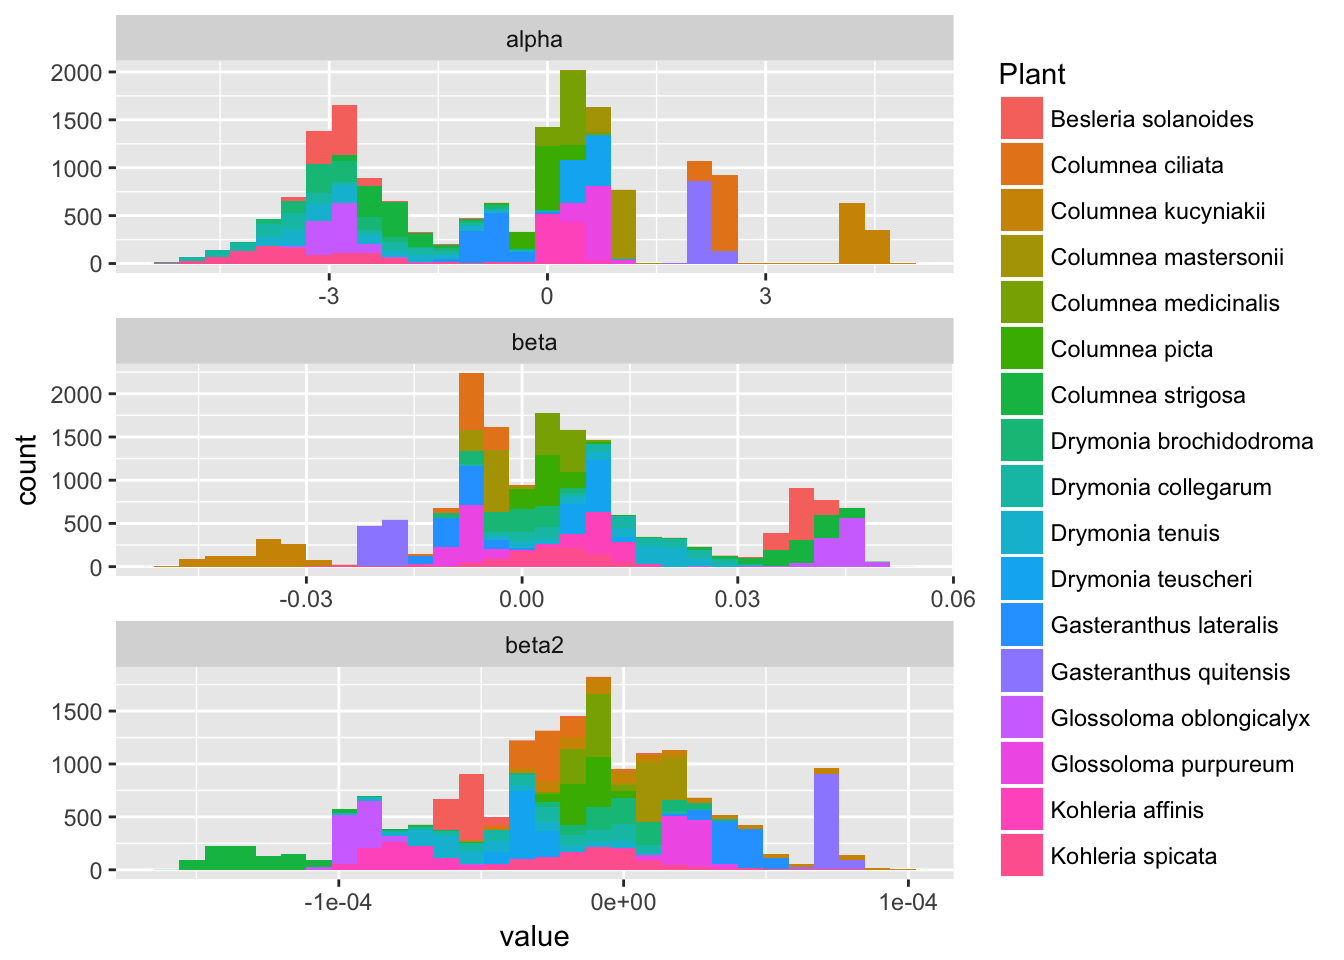 alpha
2000
1500
1000
500
0
-3
0
3
beta
2000
1500
1000
500
0
-0.03
0.00
0.03
0.06
beta2
1500
1000
500
0
-1e-04
0e+00
1e-04
count
value
Plant
Besleria solanoides
Columnea ciliata
Columnea kucyniakii
Columnea mastersonii
Columnea medicinalis
Columnea picta
Columnea strigosa
Drymonia brochidodroma
Drymonia collegarum
Drymonia tenuis
Drymonia teuscheri
Gasteranthus lateralis
Gasteranthus quitensis
Glossoloma oblongicalyx
Glossoloma purpureum
Kohleria affinis
Kohleria spicata